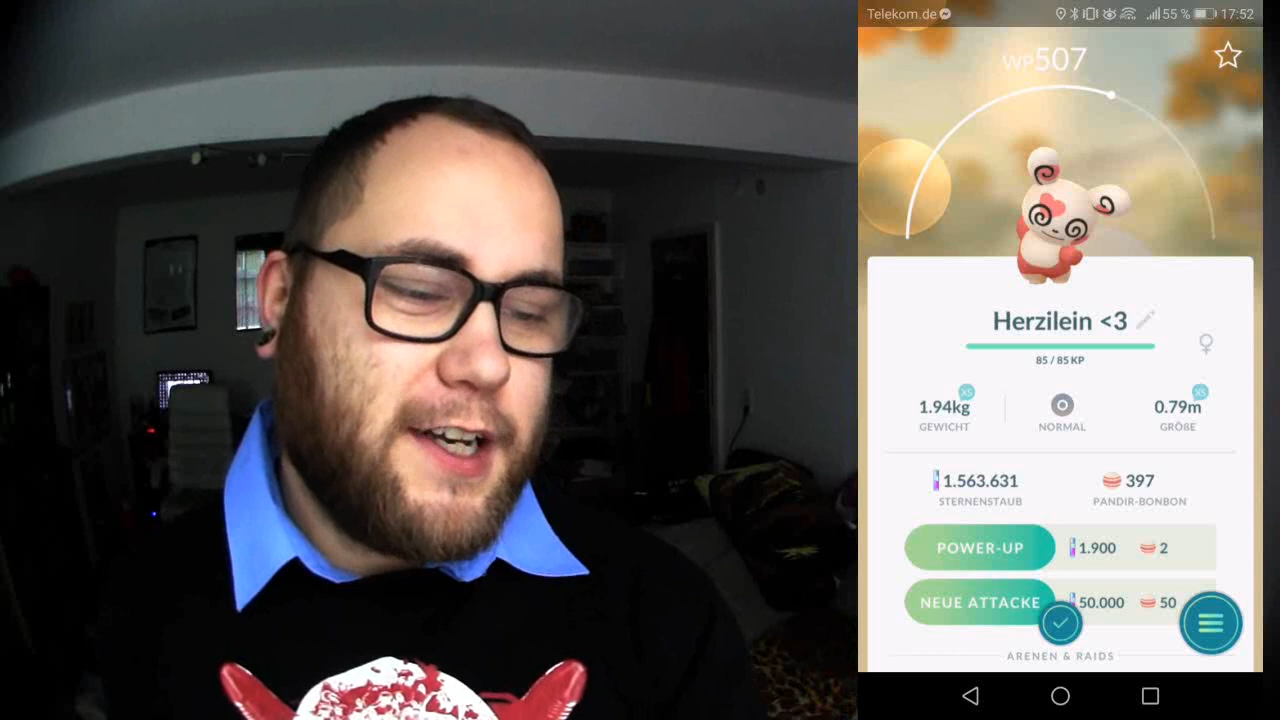 Telekom.de 55 % 17:52
WP507
Herzilein <3
85 / 85 KP
XS XS
1.94kg 0.79m
GEWICHT NORMAL GRÖßE
1.563.631 397
STERNENSTAUB PANDIR-BONBON
POWER-UP 1.900 2
NEUE ATTACKE 50.000 50
ARENEN & RAIDS